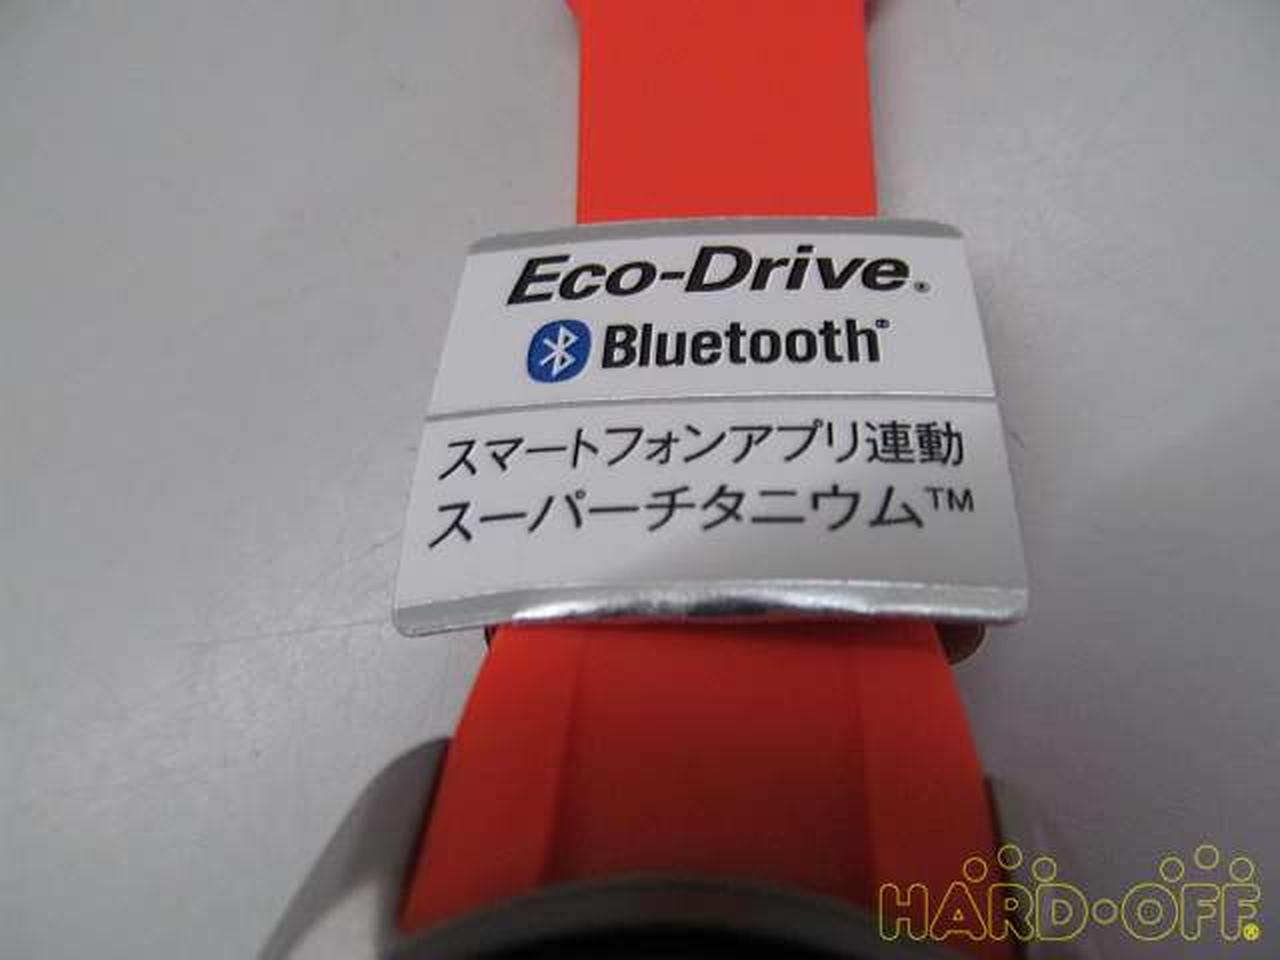 Eco-Drive®
Bluetooth®
スマートフォンアプリ連動
スーパーチタニウム™
HARD·OFF®